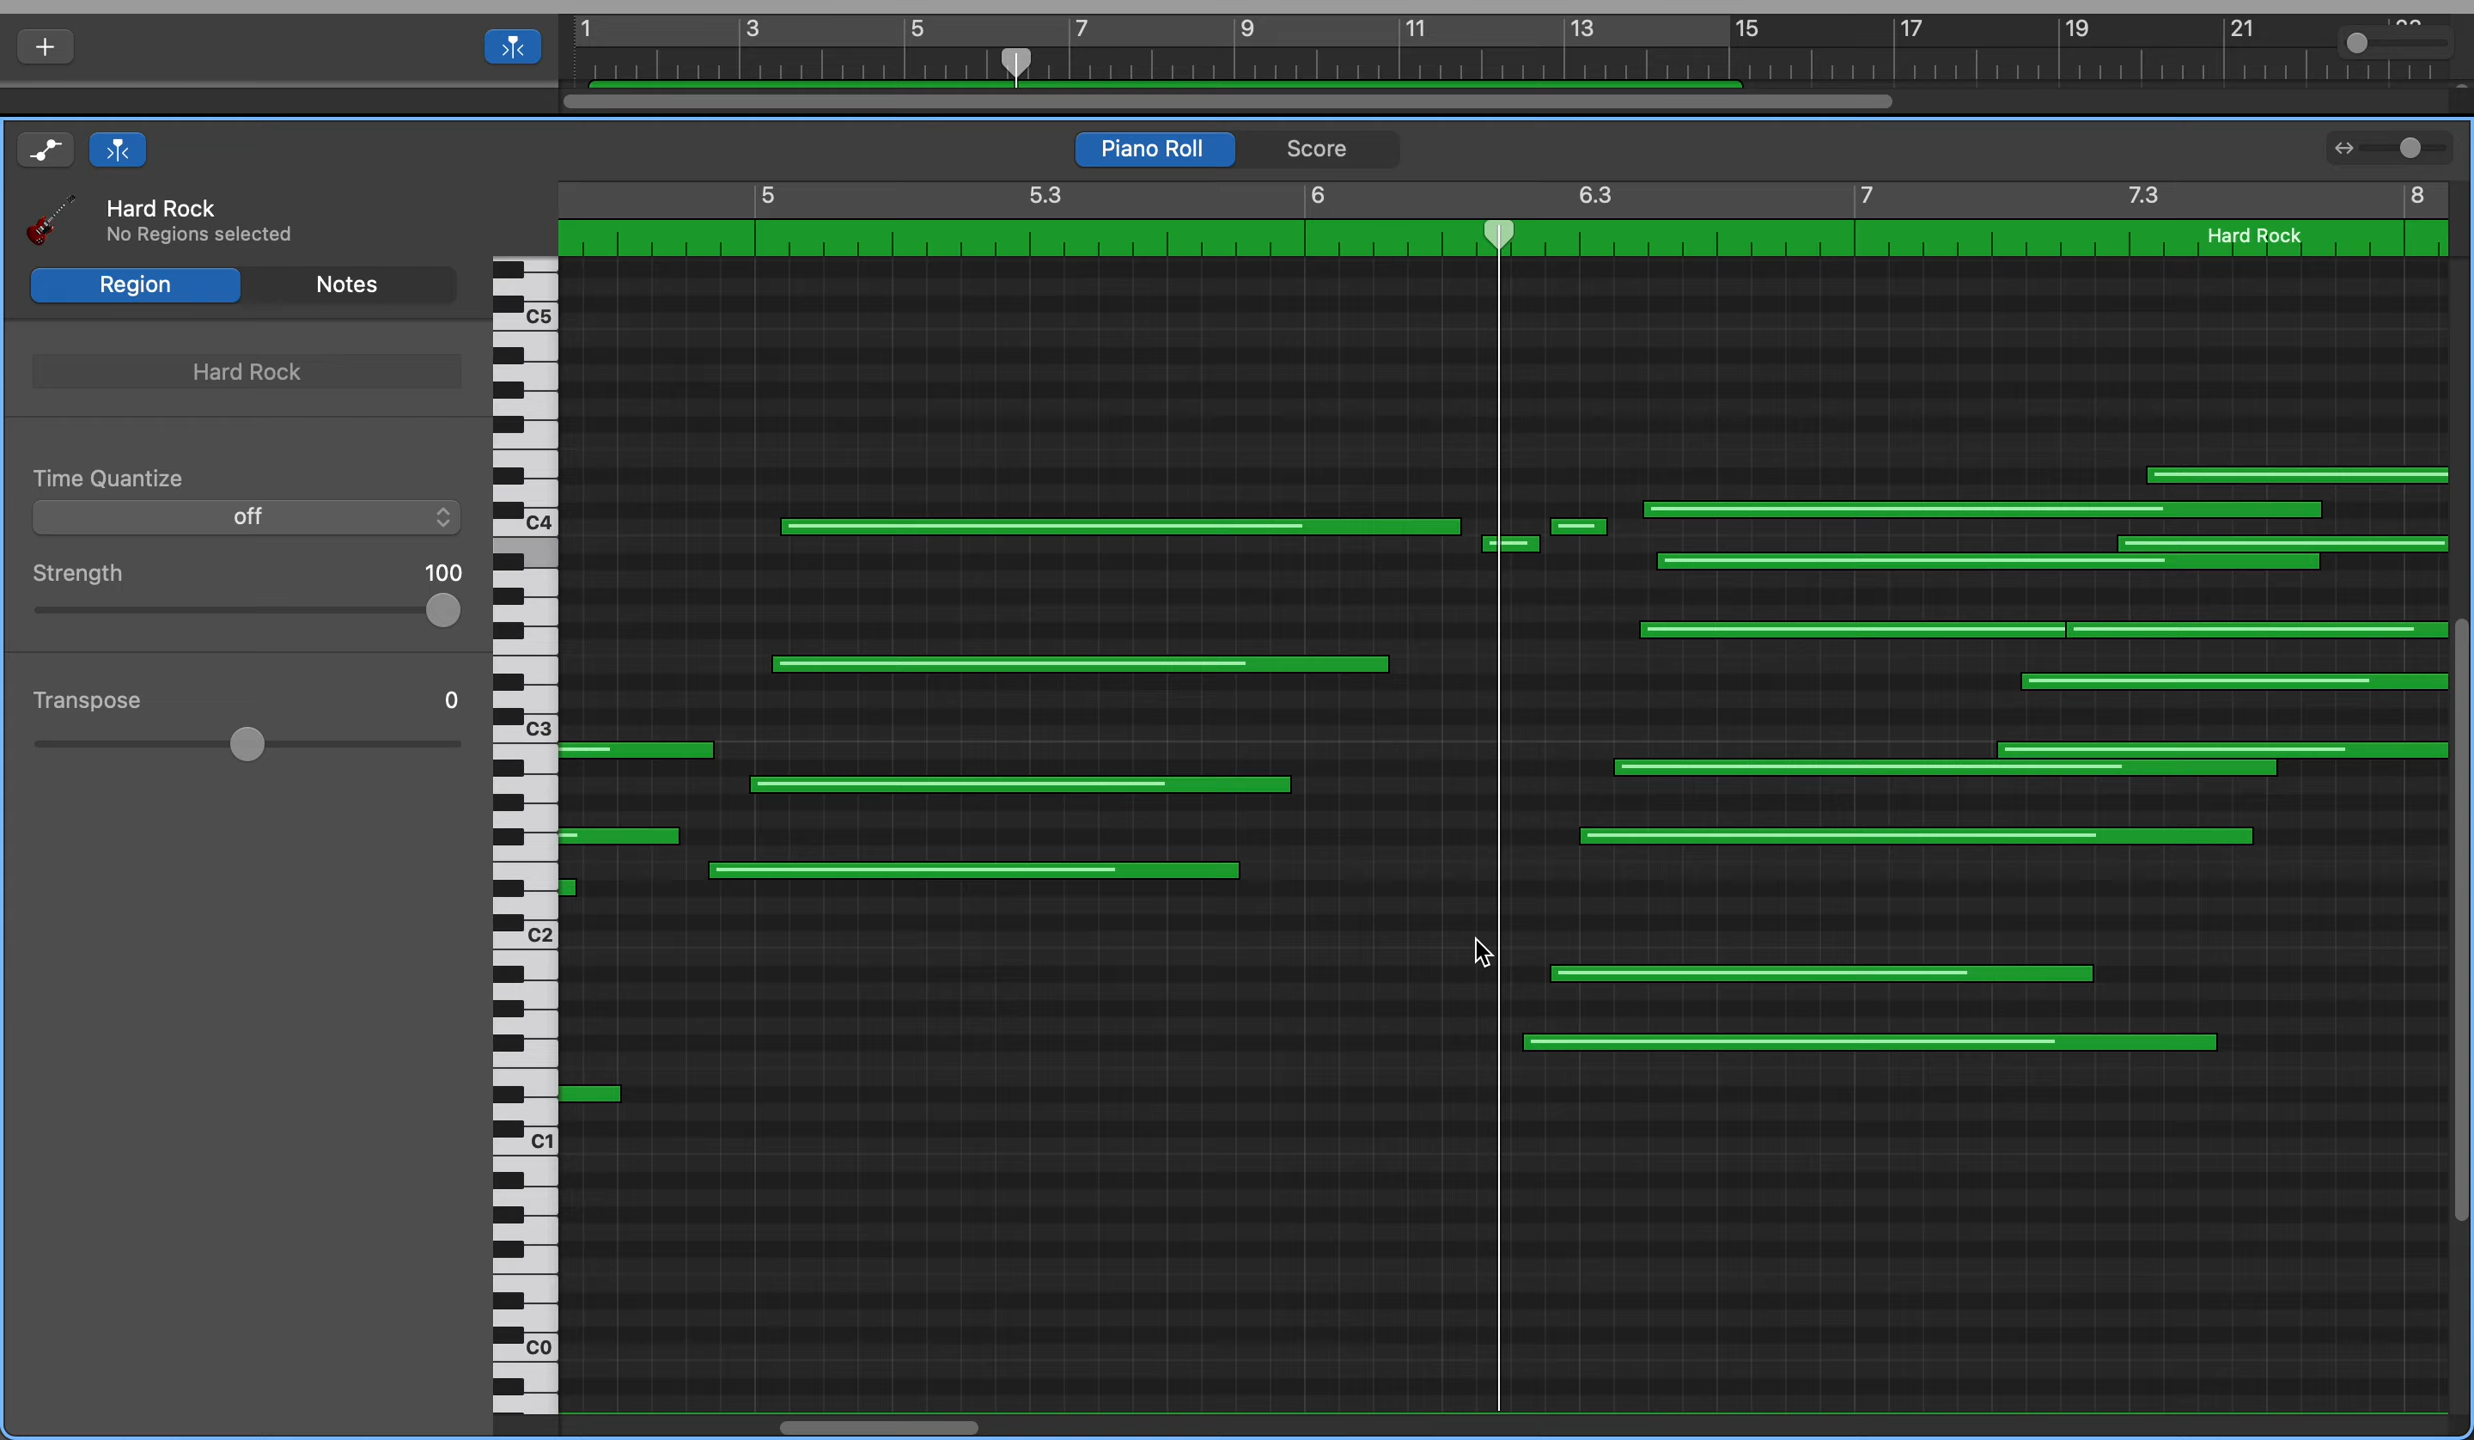 1 3 5 7 9 11 13 15 17 19 21
Piano Roll Score
5 5.3 6 6.3 7 7.3 8
Hard Rock
No Regions selected
Hard Rock
Region Notes
C5
Hard Rock
Time Quantize
off
C4
Strength 100
Transpose 0
C3
C2
C1
C0